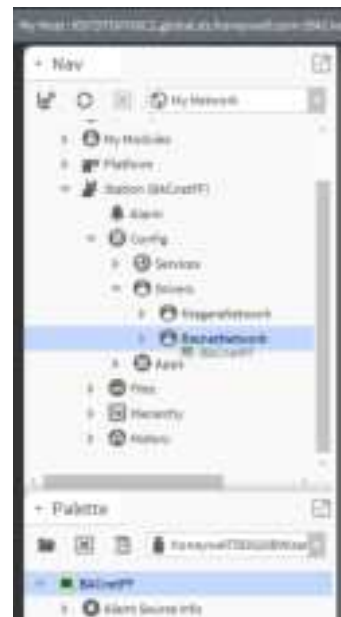 Nav
My Network
My Modules
Platform
Station (BACnetFF)
Alarm
Config
Services
Drivers
NiagaraNetwork
BacnetNetwork
BACnetFF
Apps
Files
Hierarchy
History
Palette
BACnetFF
Alarm Source Info